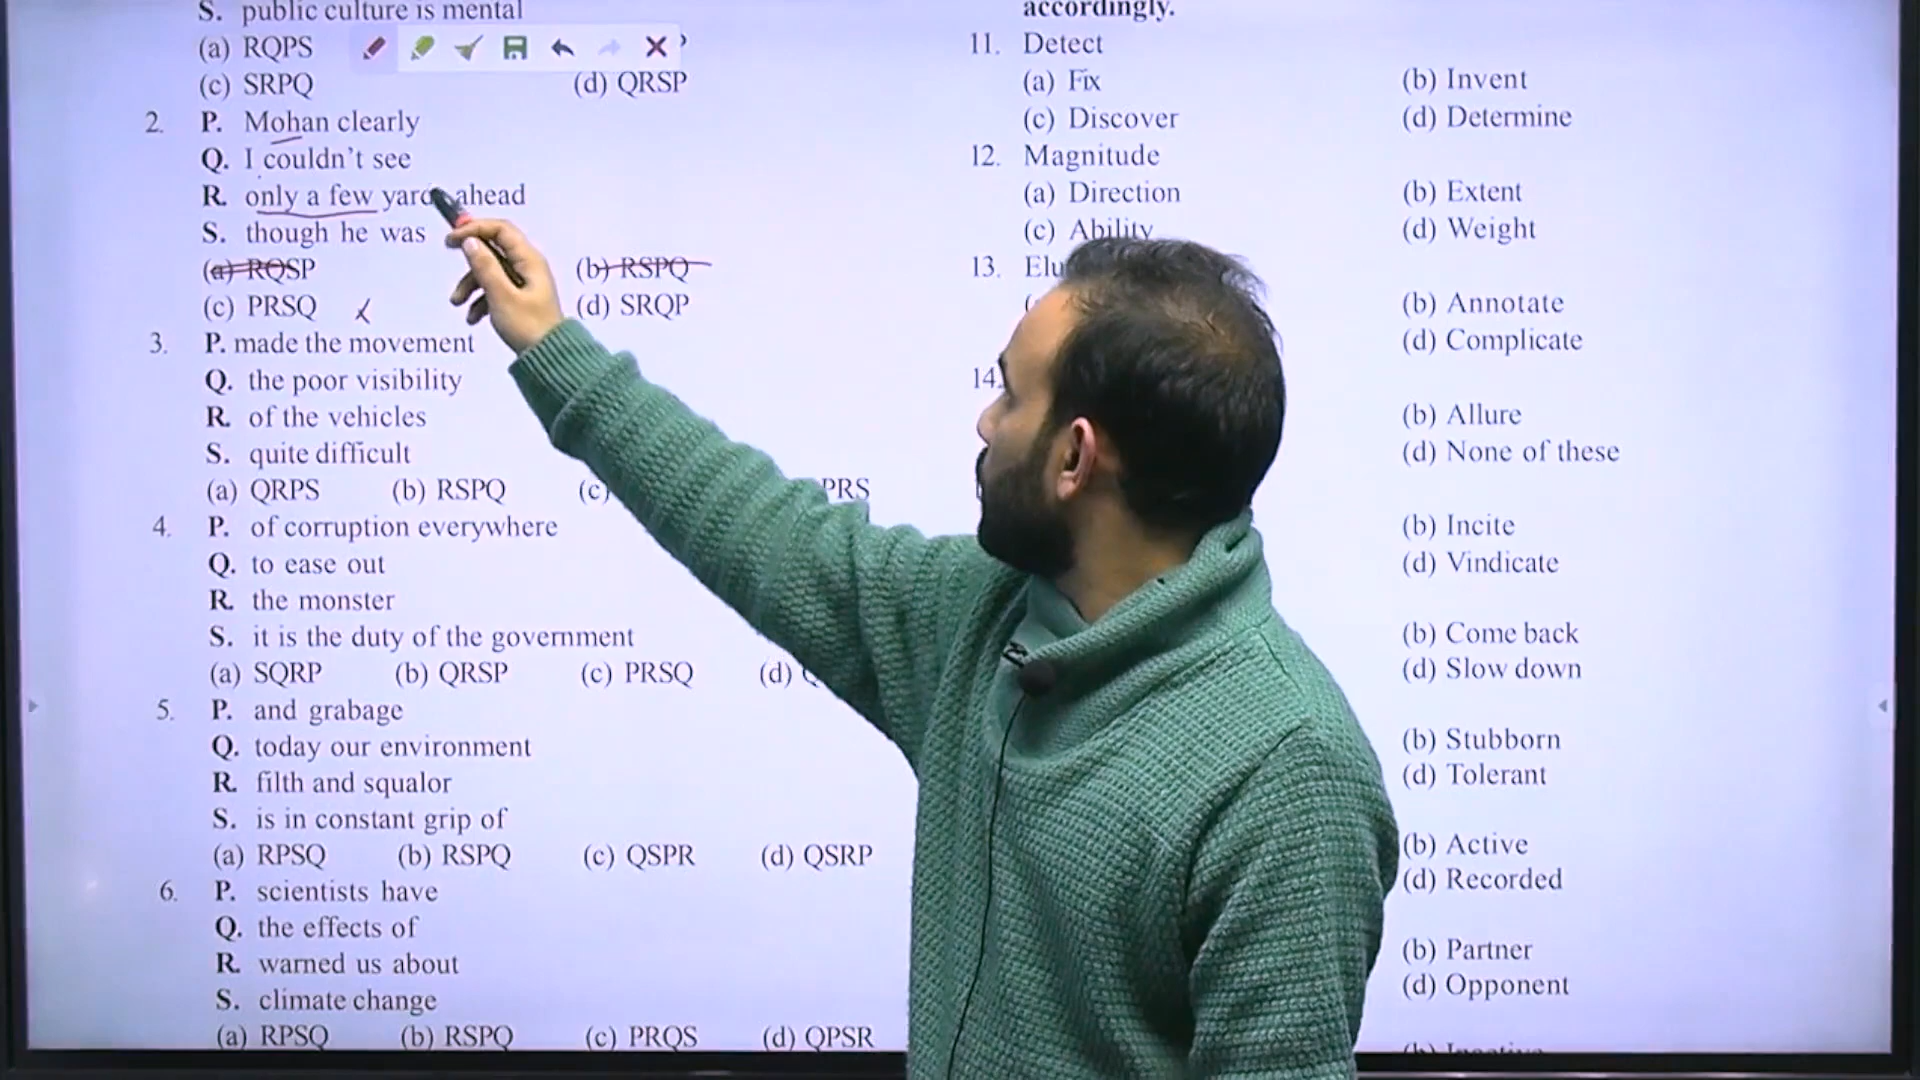 S. public culture is mental
(a) RQPS
(c) SRPQ (d) QRSP
2. P. Mohan clearly
Q. I couldn't see
R. only a few yards ahead
S. though he was
(a) RQSP (b) RSPQ
(c) PRSQ (d) SRQP
3. P. made the movement
Q. the poor visibility
R. of the vehicles
S. quite difficult
(a) QRPS (b) RSPQ (c) PRS
4. P. of corruption everywhere
Q. to ease out
R. the monster
S. it is the duty of the government
(a) SQRP (b) QRSP (c) PRSQ (d)
5. P. and grabage
Q. today our environment
R. filth and squalor
S. is in constant grip of
(a) RPSQ (b) RSPQ (c) QSPR (d) QSRP
6. P. scientists have
Q. the effects of
R. warned us about
S. climate change
(a) RPSQ (b) RSPQ (c) PRQS (d) QPSR
accordingly.
11. Detect
(a) Fix (b) Invent
(c) Discover (d) Determine
12. Magnitude
(a) Direction (b) Extent
(c) Ability (d) Weight
13.
(b) Annotate
(d) Complicate
14.
(b) Allure
(d) None of these
(b) Incite
(d) Vindicate
(b) Come back
(d) Slow down
(b) Stubborn
(d) Tolerant
(b) Active
(d) Recorded
(b) Partner
(d) Opponent